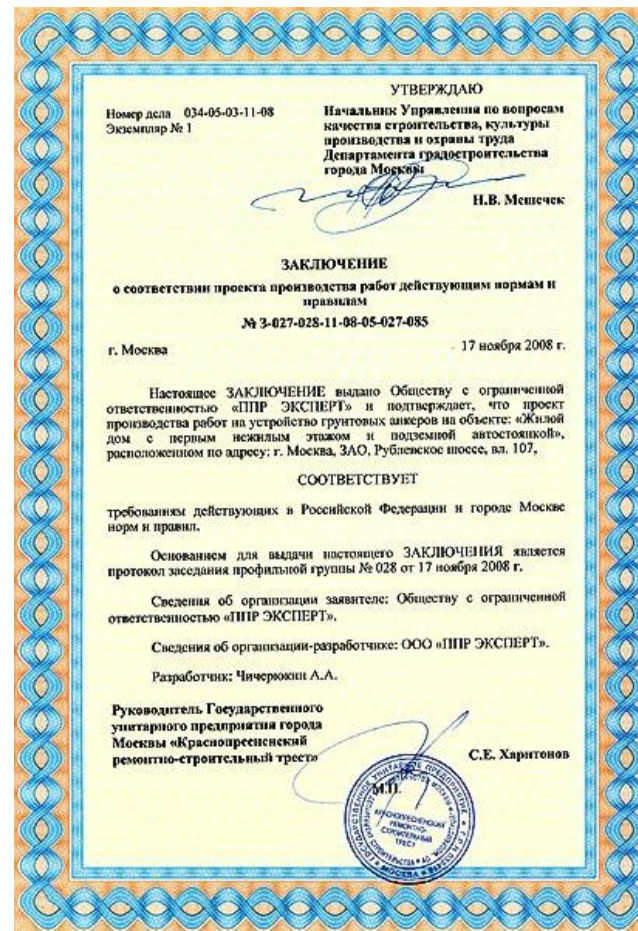 УТВЕРЖДАЮ
Номер дела 034-05-03-11-08
Экземпляр № 1
Начальник Управления по вопросам
качества строительства, культуры
производства и охраны труда
Департамента градостроительства
города Москвы
Н.В. Мешечек
ЗАКЛЮЧЕНИЕ
о соответствии проекта производства работ действующим нормам и
правилам
№ 3-027-028-11-08-05-027-085
г. Москва
17 ноября 2008 г.
Настоящее ЗАКЛЮЧЕНИЕ выдано Обществу с ограниченной
ответственностью «ППР ЭКСПЕРТ» и подтверждает, что проект
производства работ на устройство грунтовых анкеров на объекте: «Жилой
дом с первым нежилым этажом и подземной автостоянкой»,
расположенном по адресу: г. Москва, ЗАО, Рублевское шоссе, вл. 107,
СООТВЕТСТВУЕТ
требованиям действующих в Российской Федерации и городе Москве
норм и правил.
Основанием для выдачи настоящего ЗАКЛЮЧЕНИЯ является
протокол заседания профильной группы № 028 от 17 ноября 2008 г.
Сведения об организации заявителе: Обществу с ограниченной
ответственностью «ППР ЭКСПЕРТ».
Сведения об организации-разработчике: ООО «ППР ЭКСПЕРТ».
Разработчик: Чичерюкин А.А.
Руководитель Государственного
унитарного предприятия города
Москвы «Краснопресненский
ремонтно-строительный трест»
С.Е. Харитонов
М.П.
КРАСНОПРЕСНЕНСКИЙ
РЕМОНТНО-
СТРОИТЕЛЬНЫЙ
ТРЕСТ